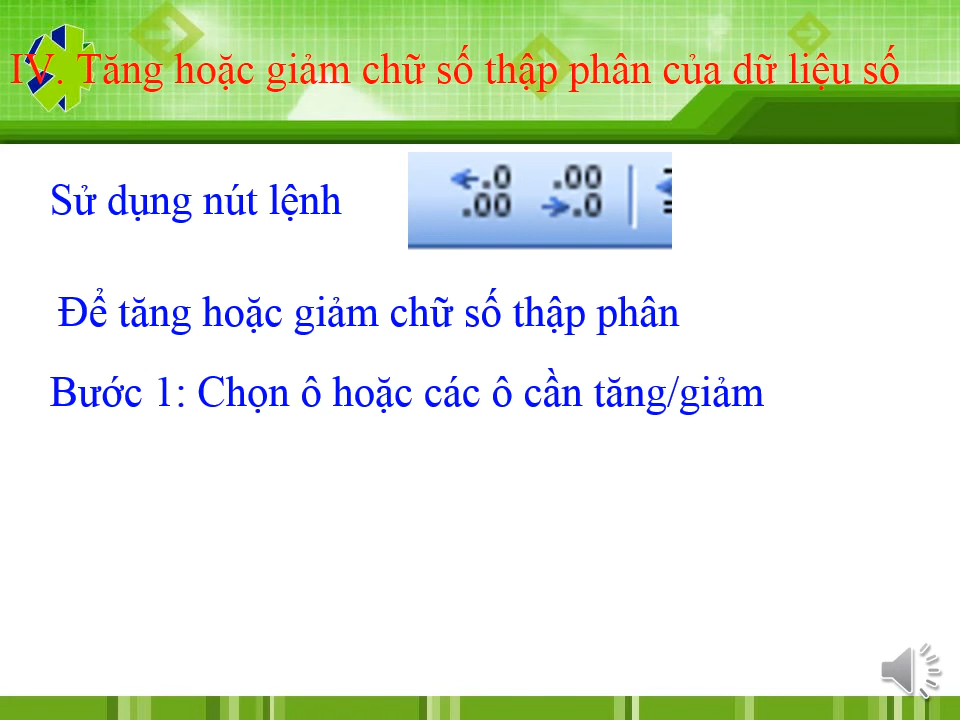 IV. Tăng hoặc giảm chữ số thập phân của dữ liệu số
Sử dụng nút lệnh
.0 .00
.00 .0
Để tăng hoặc giảm chữ số thập phân
Bước 1: Chọn ô hoặc các ô cần tăng/giảm